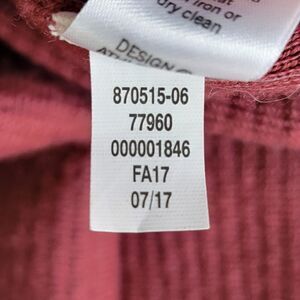 iron or
dry clean
DESIGN
870515-06
77960
000001846
FA17
07/17